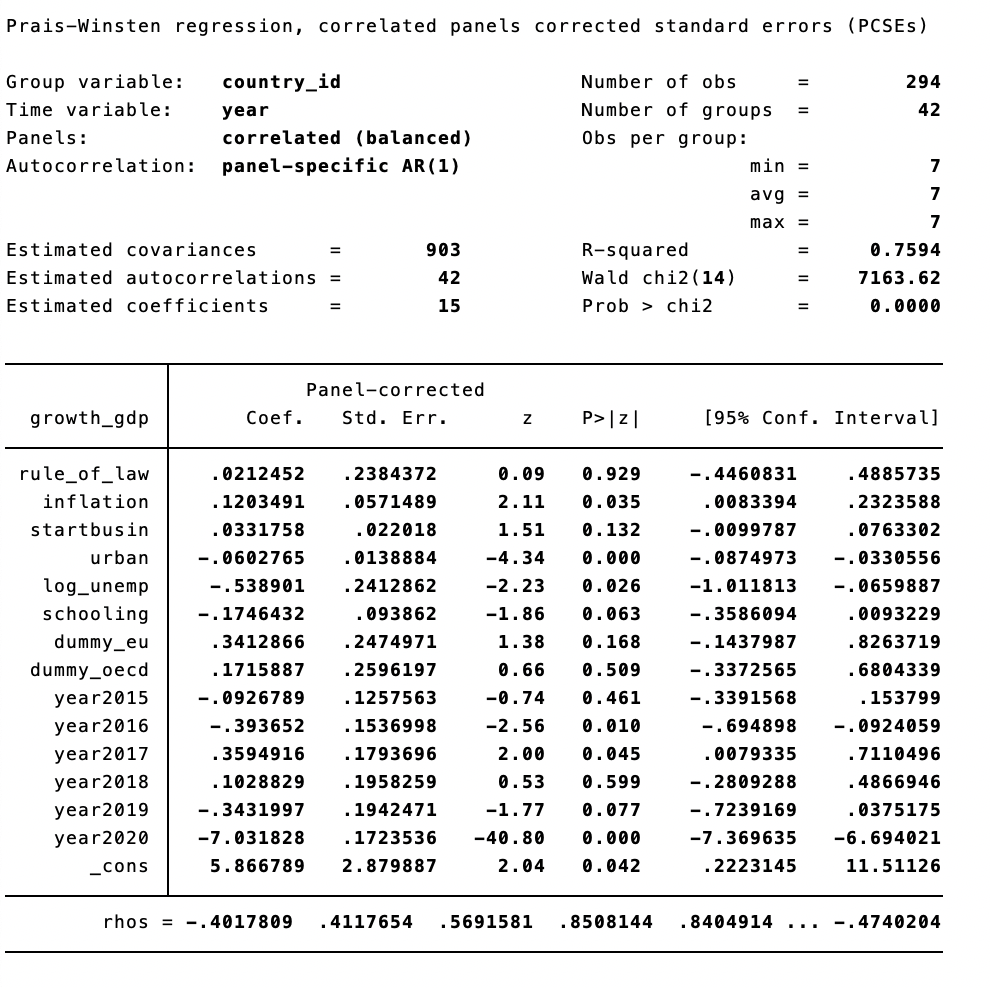 Prais-Winsten regression, correlated panels corrected standard errors (PCSEs)
Group variable: country_id Number of obs = 294
Time variable: year Number of groups = 42
Panels: correlated (balanced) Obs per group:
Autocorrelation: panel-specific AR(1) min = 7
avg = 7
max = 7
Estimated covariances = 903 R-squared = 0.7594
Estimated autocorrelations = 42 Wald chi2(14) = 7163.62
Estimated coefficients = 15 Prob > chi2 = 0.0000
Panel-corrected
growth_gdp Coef. Std. Err. z P>|z| [95% Conf. Interval]
rule_of_law .0212452 .2384372 0.09 0.929 -.4460831 .4885735
inflation .1203491 .0571489 2.11 0.035 .0083394 .2323588
startbusin .0331758 .022018 1.51 0.132 -.0099787 .0763302
urban -.0602765 .0138884 -4.34 0.000 -.0874973 -.0330556
log_unemp -.538901 .2412862 -2.23 0.026 -1.011813 -.0659887
schooling -.1746432 .093862 -1.86 0.063 -.3586094 .0093229
dummy_eu .3412866 .2474971 1.38 0.168 -.1437987 .8263719
dummy_oecd .1715887 .2596197 0.66 0.509 -.3372565 .6804339
year2015 -.0926789 .1257563 -0.74 0.461 -.3391568 .153799
year2016 -.393652 .1536998 -2.56 0.010 -.694898 -.0924059
year2017 .3594916 .1793696 2.00 0.045 .0079335 .7110496
year2018 .1028829 .1958259 0.53 0.599 -.2809288 .4866946
year2019 -.3431997 .1942471 -1.77 0.077 -.7239169 .0375175
year2020 -7.031828 .1723536 -40.80 0.000 -7.369635 -6.694021
_cons 5.866789 2.879887 2.04 0.042 .2223145 11.51126
rhos = -.4017809 .4117654 .5691581 .8508144 .8404914 ... -.4740204